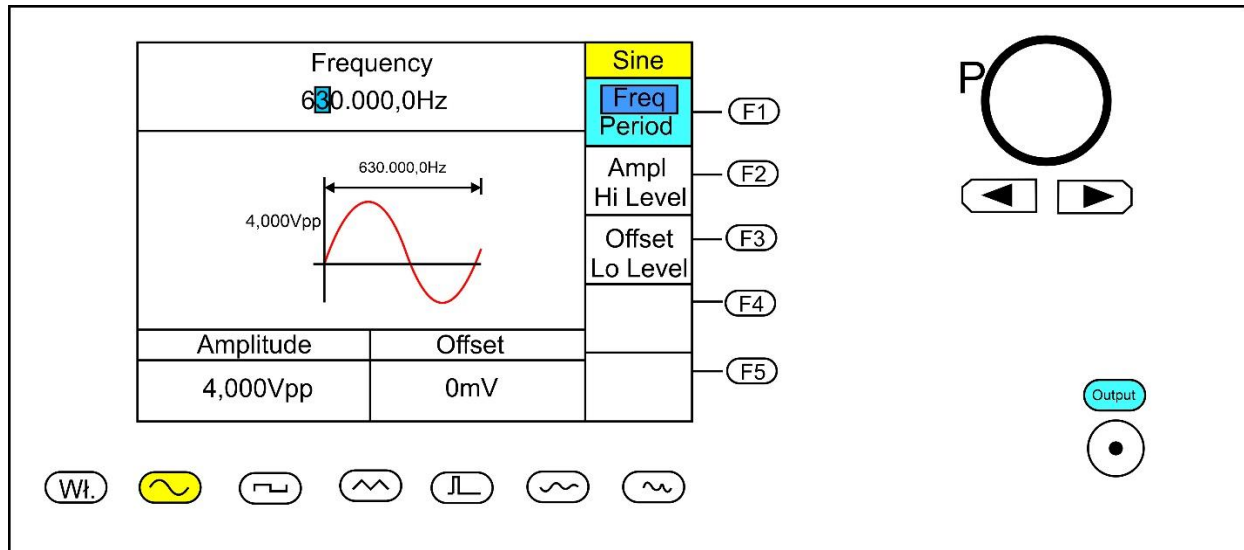 Frequency
630.000,0Hz
Sine
Freq
Period
F1
P
630.000,0Hz
4,000Vpp
Ampl
Hi Level
F2
Offset
Lo Level
F3
F4
Amplitude
Offset
4,000Vpp
0mV
F5
Output
Wł.